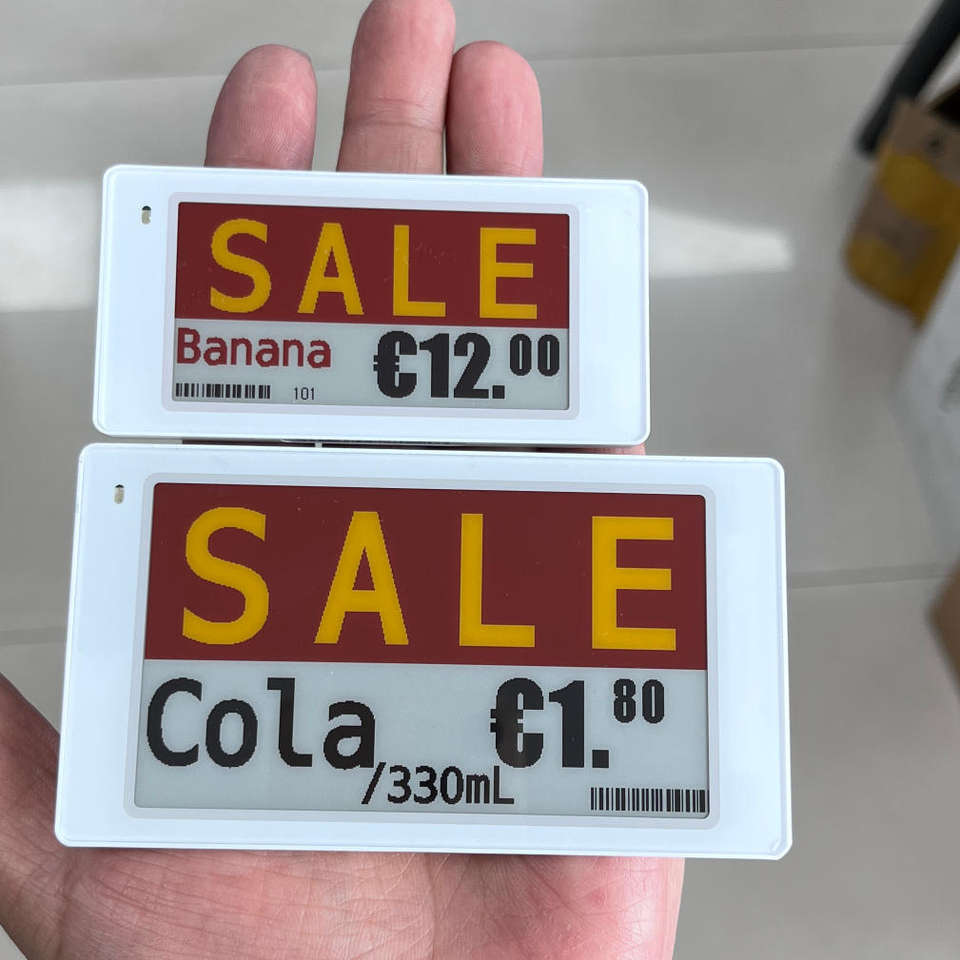 SALE
Banana €12.00
101
SALE
Cola €1.80
/330mL